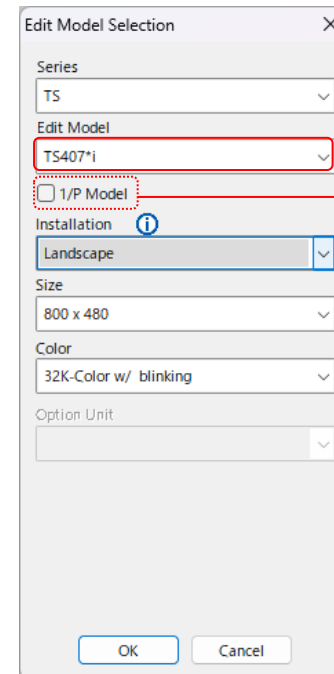 Edit Model Selection
Series
TS
Edit Model
TS407*i
1/P Model
Installation
Landscape
Size
800 x 480
Color
32K-Color w/ blinking
Option Unit
OK
Cancel